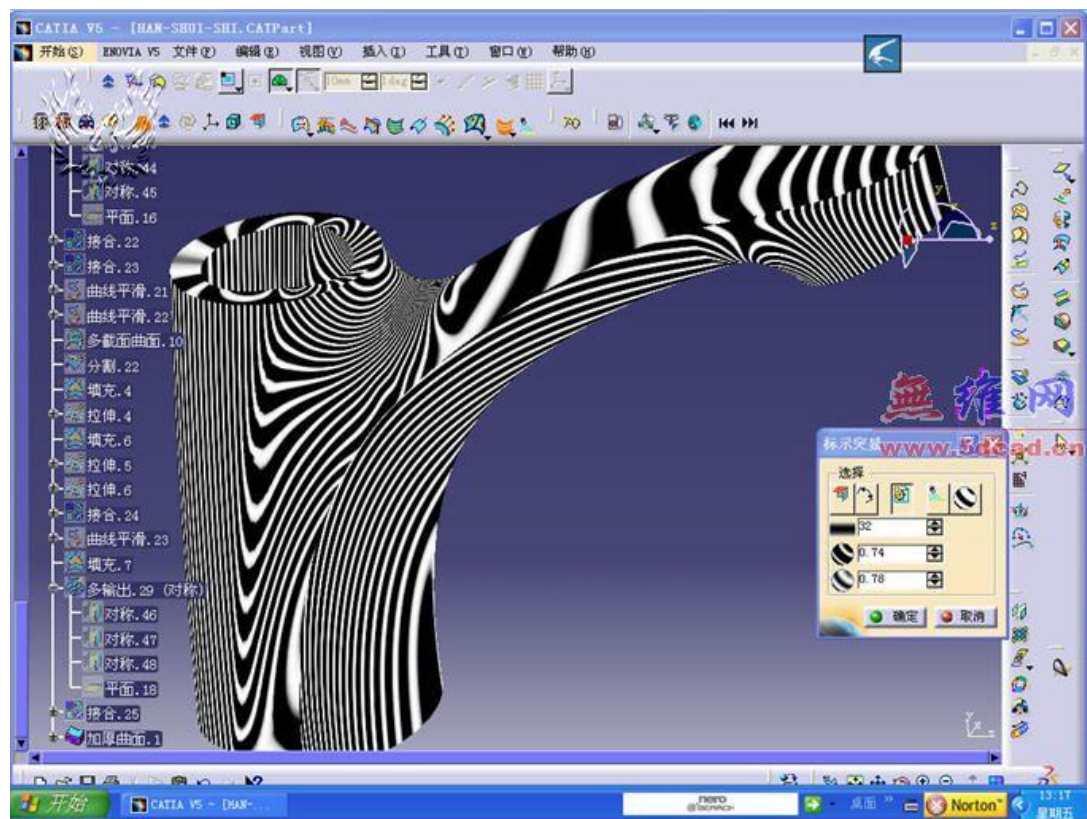 CATIA V5 - [HAN-SHUI-SHI.CATPart]
开始(S) ENOVIA V5 文件(F) 编辑(E) 视图(V) 插入(I) 工具(T) 窗口(W) 帮助(H)
10mm 1deg
对称.44
对称.45
平面.16
接合.22
接合.23
曲线平滑.21
曲线平滑.22
多截面曲面.10
分割.22
填充.4
拉伸.4
填充.6
拉伸.5
拉伸.6
接合.24
曲线平滑.23
填充.7
多输出.29 (对称)
对称.46
对称.47
对称.48
平面.18
接合.25
加厚曲面.1
y
z
無维网
www.5dcad.cn
选择
32
0.74
0.78
确定 取消
开始 CATIA V5 - [HAN-... nero SEARCH 桌面 » Norton™ 13:17
星期五